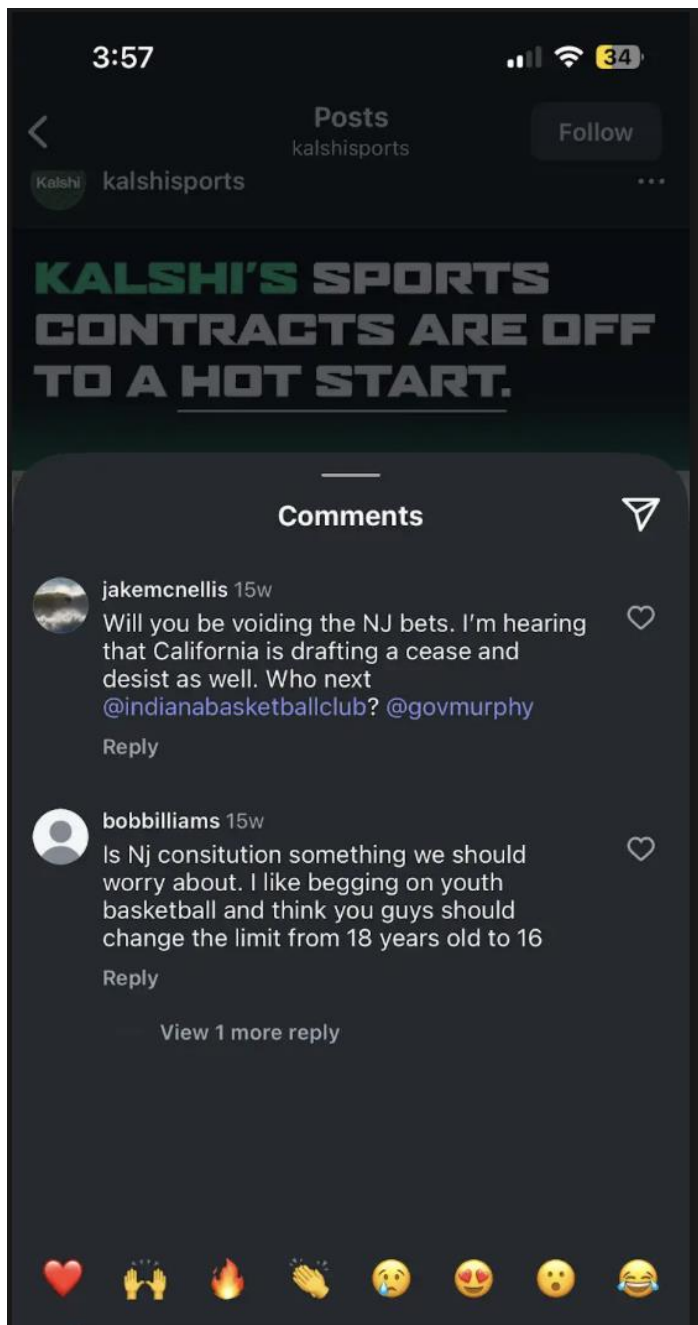 3:57
34
Posts
kalshisports
Follow
Kalshi
kalshisports
KALSHI'S SPORTS
CONTRACTS ARE OFF
TO A HOT START.
Comments
jakemcnellis 15w
Will you be voiding the NJ bets. I'm hearing
that California is drafting a cease and
desist as well. Who next
@indianabasketballclub? @govmurphy
Reply
bobbilliams 15w
Is Nj consitution something we should
worry about. I like begging on youth
basketball and think you guys should
change the limit from 18 years old to 16
Reply
View 1 more reply